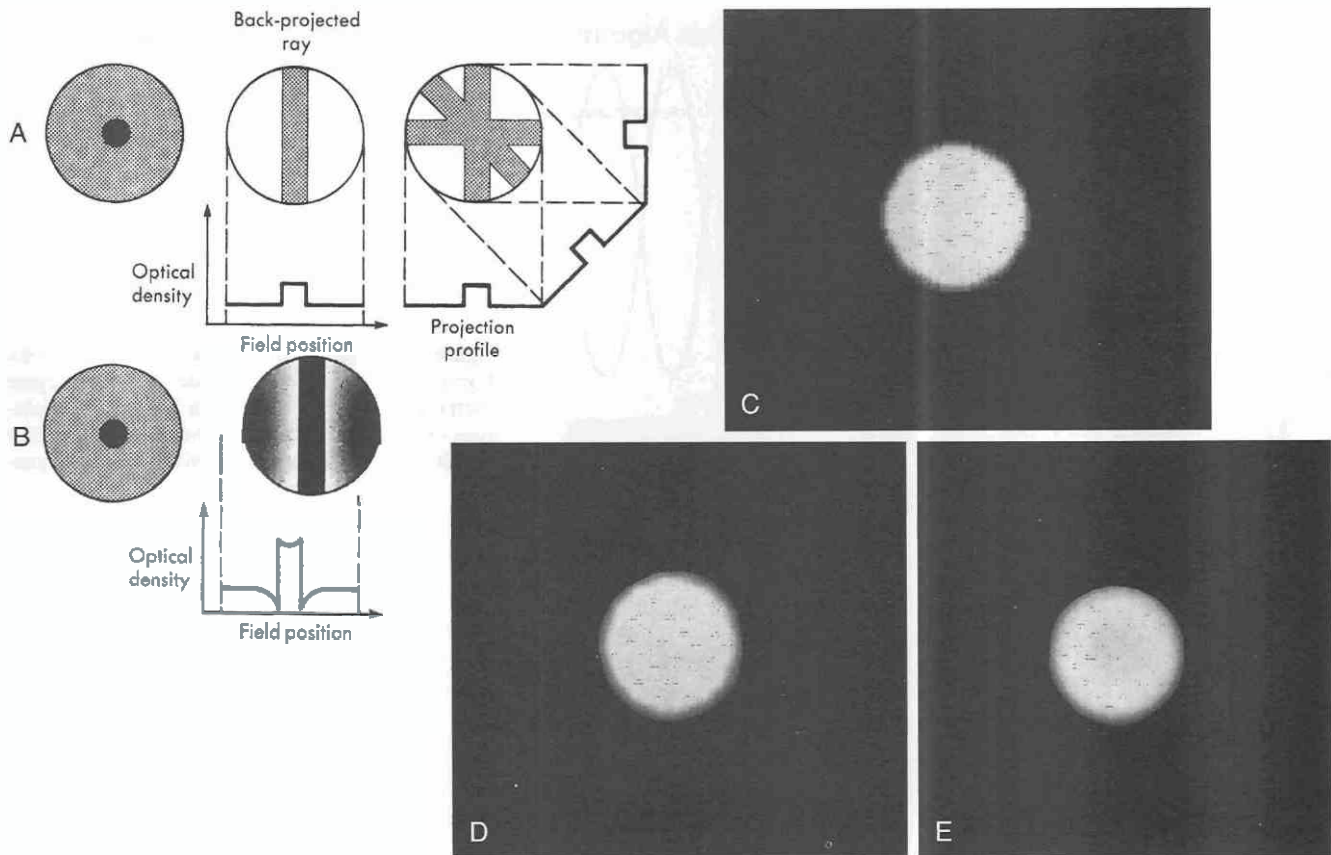 Back-projected
ray
A
Optical
density
Field position
Projection
profile
B
Optical
density
Field position
C
D
E